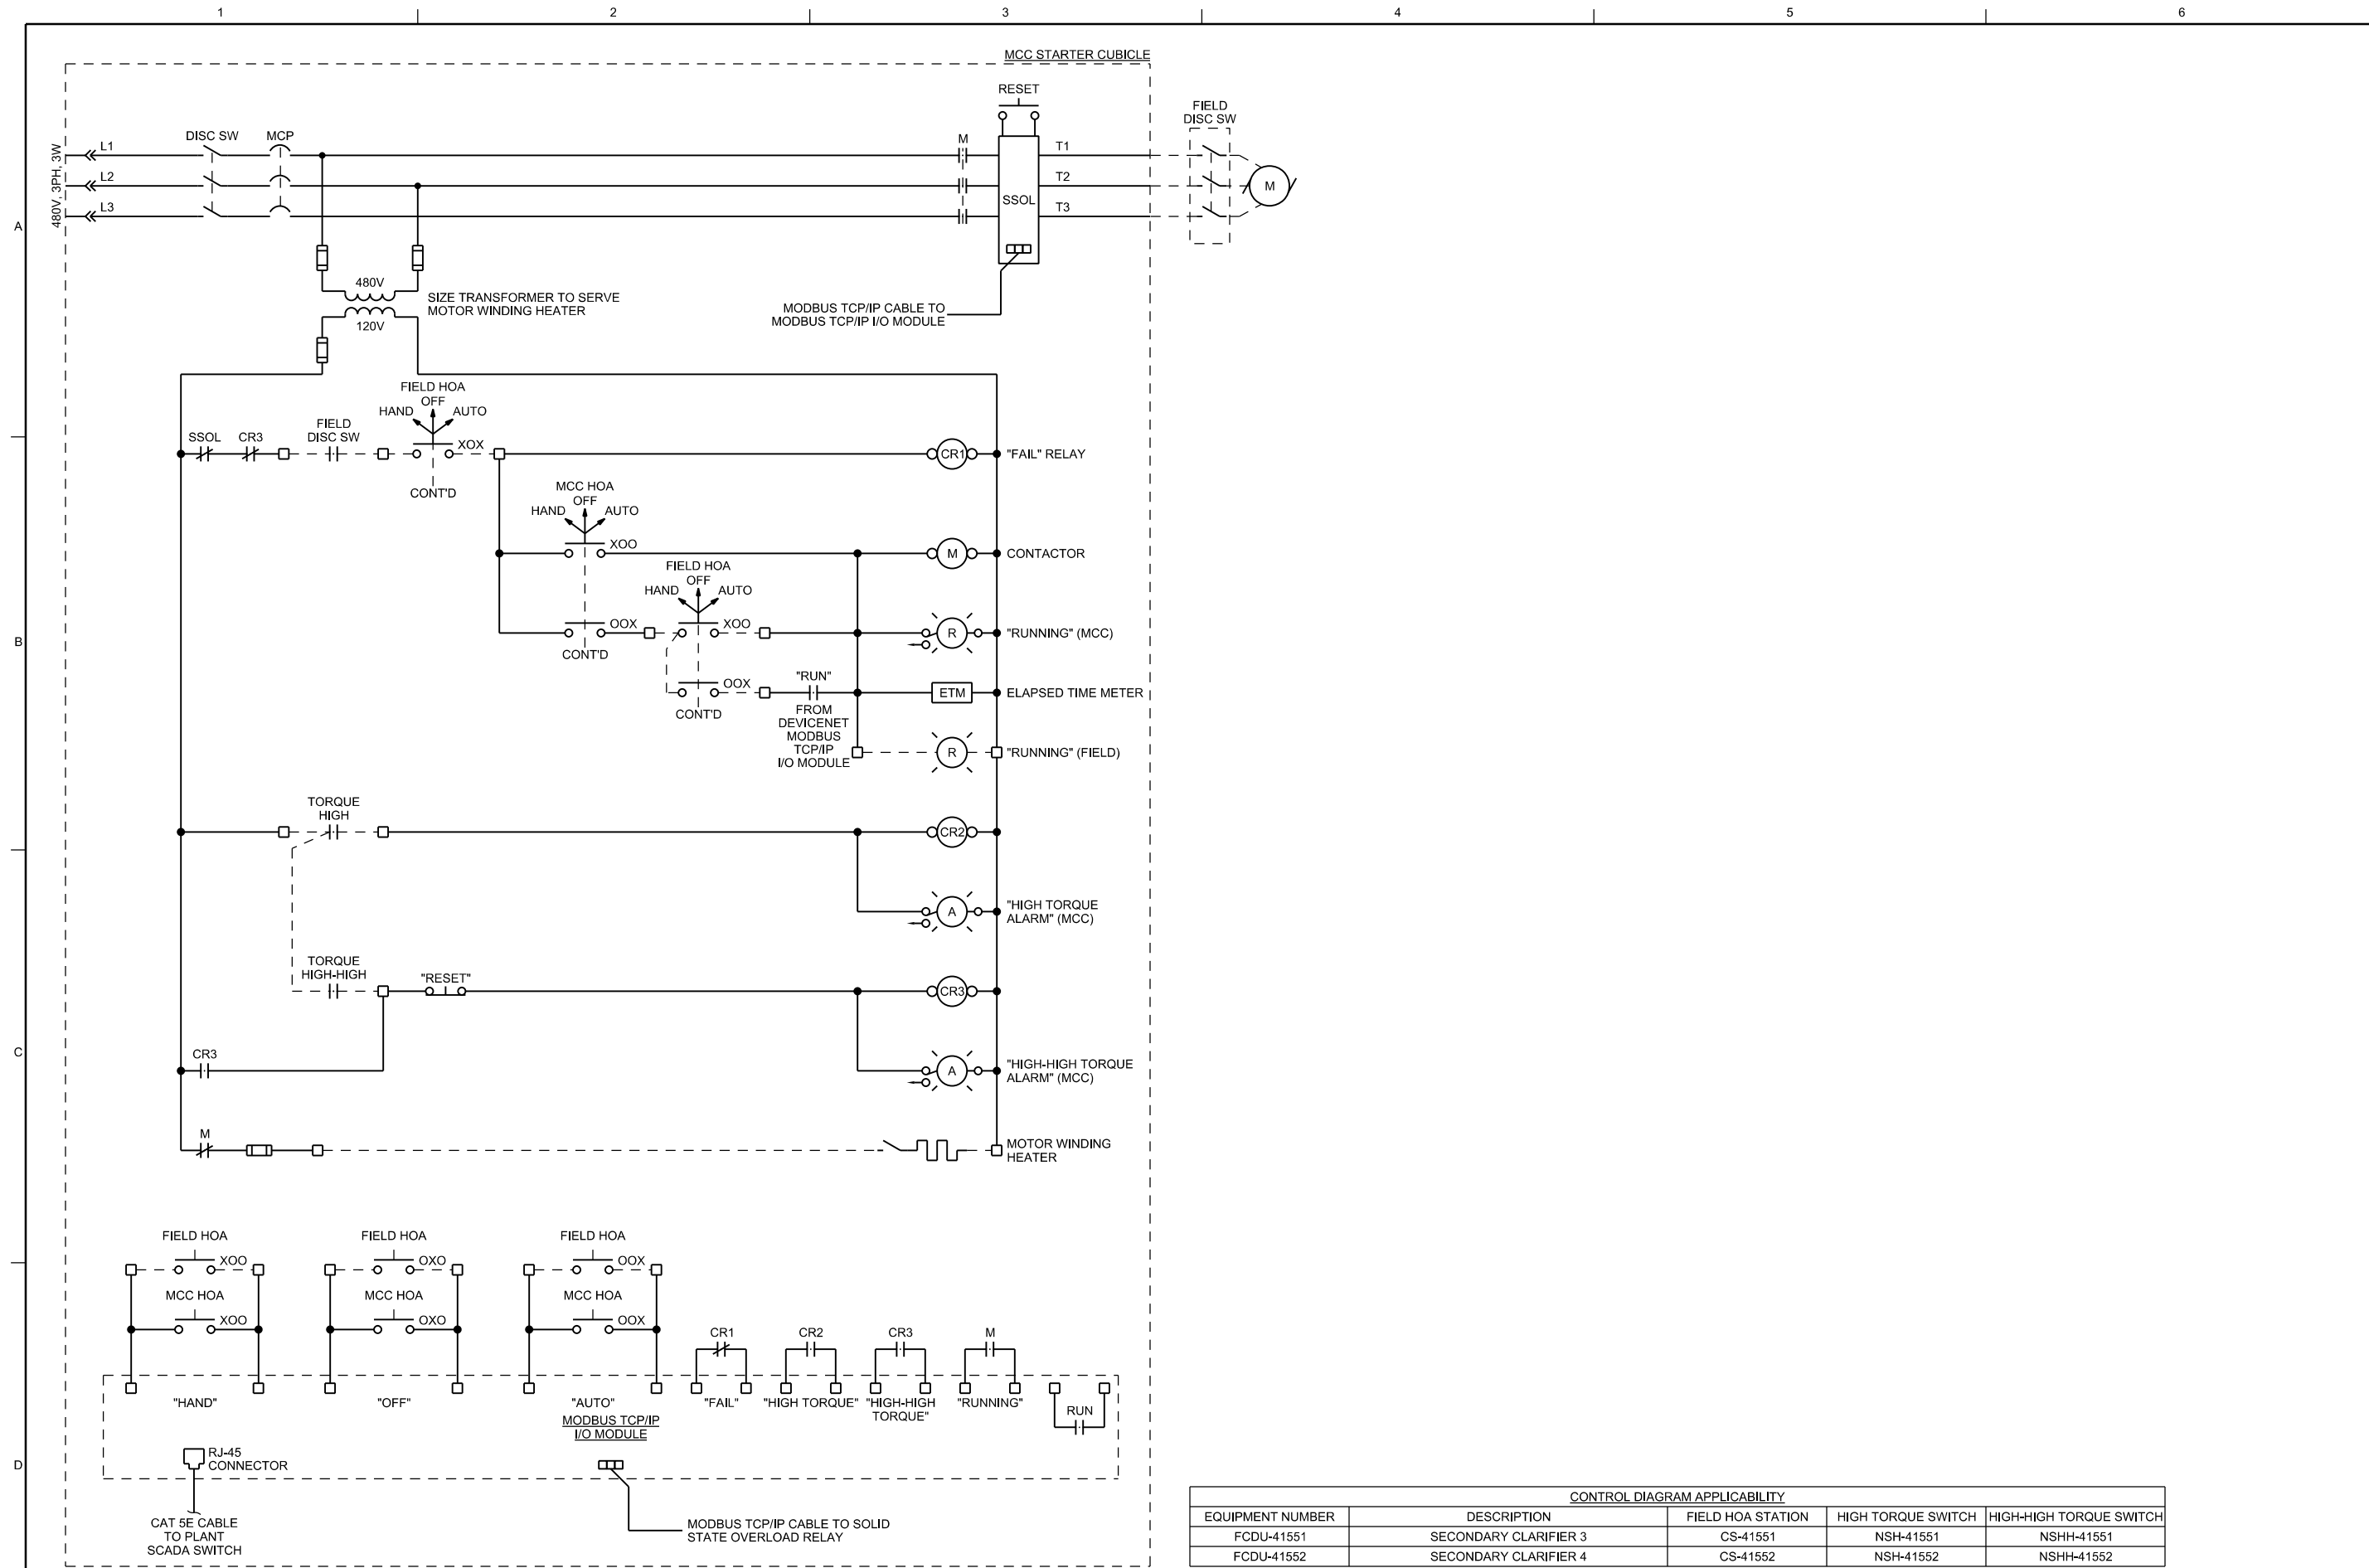 1 2 3 4 5 6
MCC STARTER CUBICLE
RESET
FIELD
DISC SW
DISC SW MCP M
480V, 3PH, 3W
L1 T1
L2 T2
L3 T3
SSOL
M
A
480V
120V
SIZE TRANSFORMER TO SERVE
MOTOR WINDING HEATER
MODBUS TCP/IP CABLE TO
MODBUS TCP/IP I/O MODULE
FIELD HOA
OFF
HAND AUTO
SSOL CR3
FIELD
DISC SW
XOX
CONT'D
CR1 "FAIL" RELAY
MCC HOA
OFF
HAND AUTO
XOO
M CONTACTOR
FIELD HOA
OFF
HAND AUTO
OOX XOO
CONT'D
R "RUNNING" (MCC)
B
OOX
CONT'D
"RUN"
FROM
DEVICENET
MODBUS
TCP/IP
I/O MODULE
ETM ELAPSED TIME METER
R "RUNNING" (FIELD)
TORQUE
HIGH
CR2
A
"HIGH TORQUE
ALARM" (MCC)
TORQUE
HIGH-HIGH
"RESET"
CR3
C
CR3
A
"HIGH-HIGH TORQUE
ALARM" (MCC)
M
MOTOR WINDING
HEATER
FIELD HOA FIELD HOA FIELD HOA
XOO OXO OOX
MCC HOA MCC HOA MCC HOA
XOO OXO OOX
CR1 CR2 CR3 M
"HAND" "OFF" "AUTO" "FAIL" "HIGH TORQUE" "HIGH-HIGH
TORQUE" "RUNNING"
RUN
MODBUS TCP/IP
I/O MODULE
D
RJ-45
CONNECTOR
CAT 5E CABLE
TO PLANT
SCADA SWITCH
MODBUS TCP/IP CABLE TO SOLID
STATE OVERLOAD RELAY
CONTROL DIAGRAM APPLICABILITY
EQUIPMENT NUMBER DESCRIPTION FIELD HOA STATION HIGH TORQUE SWITCH HIGH-HIGH TORQUE SWITCH
FCDU-41551 SECONDARY CLARIFIER 3 CS-41551 NSH-41551 NSHH-41551
FCDU-41552 SECONDARY CLARIFIER 4 CS-41552 NSH-41552 NSHH-41552